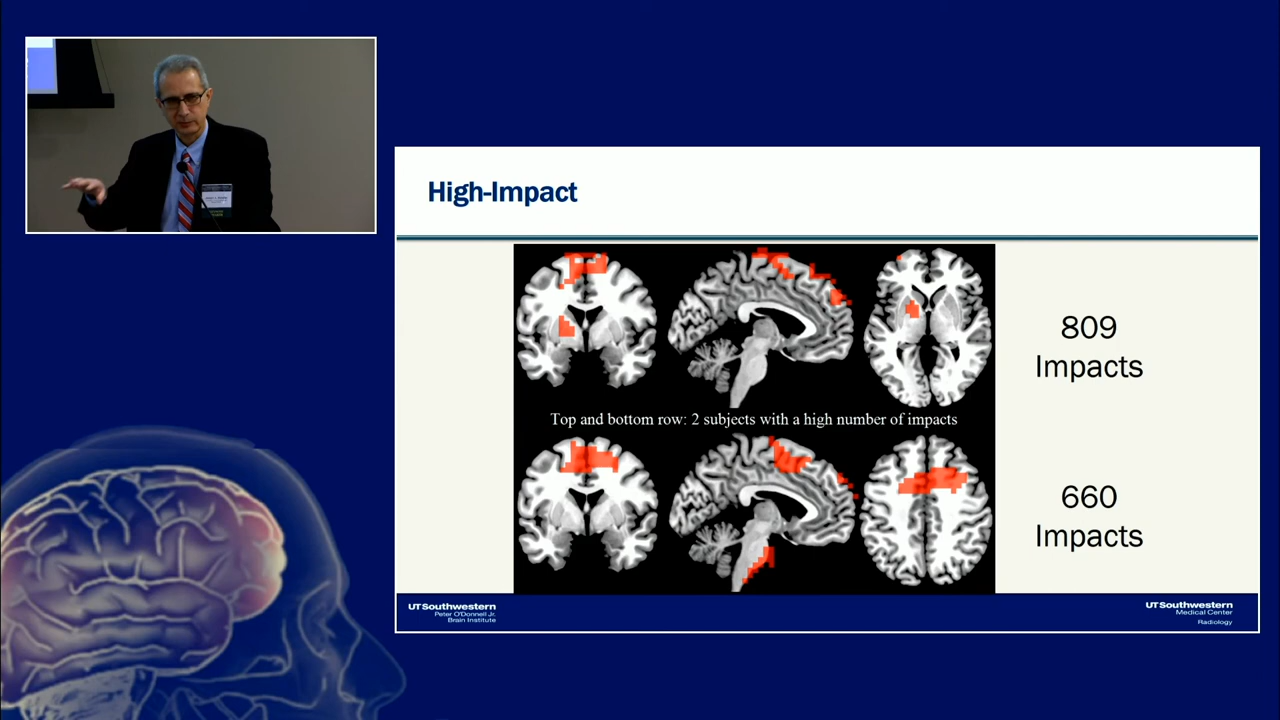 High-Impact
809
Impacts
Top and bottom row: 2 subjects with a high number of impacts
660
Impacts
UTSouthwestern
Peter O'Donnell Jr.
Brain Institute
UTSouthwestern
Medical Center
Radiology